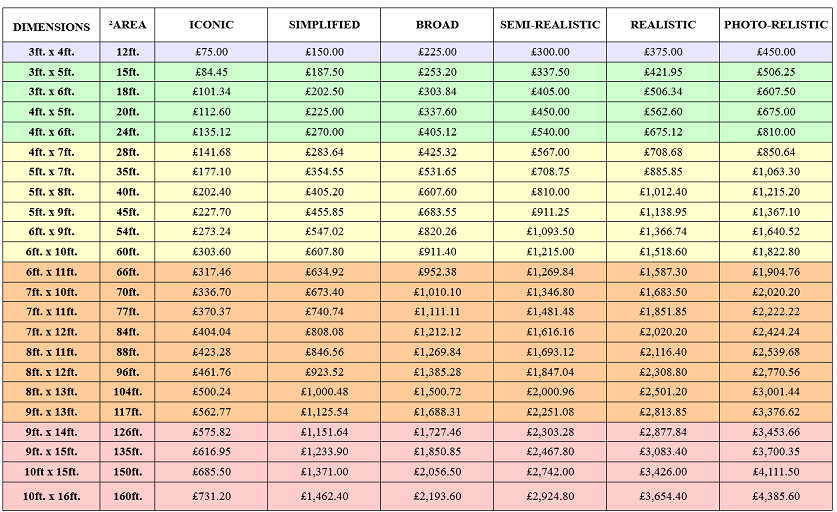 DIMENSIONS ²AREA ICONIC SIMPLIFIED BROAD SEMI-REALISTIC REALISTIC PHOTO-RELISTIC
3ft. x 4ft. 12ft. £75.00 £150.00 £225.00 £300.00 £375.00 £450.00
3ft. x 5ft. 15ft. £84.45 £187.50 £253.20 £337.50 £421.95 £506.25
3ft. x 6ft. 18ft. £101.34 £202.50 £303.84 £405.00 £506.34 £607.50
4ft. x 5ft. 20ft. £112.60 £225.00 £337.60 £450.00 £562.60 £675.00
4ft. x 6ft. 24ft. £135.12 £270.00 £405.12 £540.00 £675.12 £810.00
4ft. x 7ft. 28ft. £141.68 £283.64 £425.32 £567.00 £708.68 £850.64
5ft. x 7ft. 35ft. £177.10 £354.55 £531.65 £708.75 £885.85 £1,063.30
5ft. x 8ft. 40ft. £202.40 £405.20 £607.60 £810.00 £1,012.40 £1,215.20
5ft. x 9ft. 45ft. £227.70 £455.85 £683.55 £911.25 £1,138.95 £1,367.10
6ft. x 9ft. 54ft. £273.24 £547.02 £820.26 £1,093.50 £1,366.74 £1,640.52
6ft. x 10ft. 60ft. £303.60 £607.80 £911.40 £1,215.00 £1,518.60 £1,822.80
6ft. x 11ft. 66ft. £317.46 £634.92 £952.38 £1,269.84 £1,587.30 £1,904.76
7ft. x 10ft. 70ft. £336.70 £673.40 £1,010.10 £1,346.80 £1,683.50 £2,020.20
7ft. x 11ft. 77ft. £370.37 £740.74 £1,111.11 £1,481.48 £1,851.85 £2,222.22
7ft. x 12ft. 84ft. £404.04 £808.08 £1,212.12 £1,616.16 £2,020.20 £2,424.24
8ft. x 11ft. 88ft. £423.28 £846.56 £1,269.84 £1,693.12 £2,116.40 £2,539.68
8ft. x 12ft. 96ft. £461.76 £923.52 £1,385.28 £1,847.04 £2,308.80 £2,770.56
8ft. x 13ft. 104ft. £500.24 £1,000.48 £1,500.72 £2,000.96 £2,501.20 £3,001.44
9ft. x 13ft. 117ft. £562.77 £1,125.54 £1,688.31 £2,251.08 £2,813.85 £3,376.62
9ft. x 14ft. 126ft. £575.82 £1,151.64 £1,727.46 £2,303.28 £2,877.84 £3,453.66
9ft. x 15ft. 135ft. £616.95 £1,233.90 £1,850.85 £2,467.80 £3,083.40 £3,700.35
10ft x 15ft. 150ft. £685.50 £1,371.00 £2,056.50 £2,742.00 £3,426.00 £4,111.50
10ft. x 16ft. 160ft. £731.20 £1,462.40 £2,193.60 £2,924.80 £3,654.40 £4,385.60